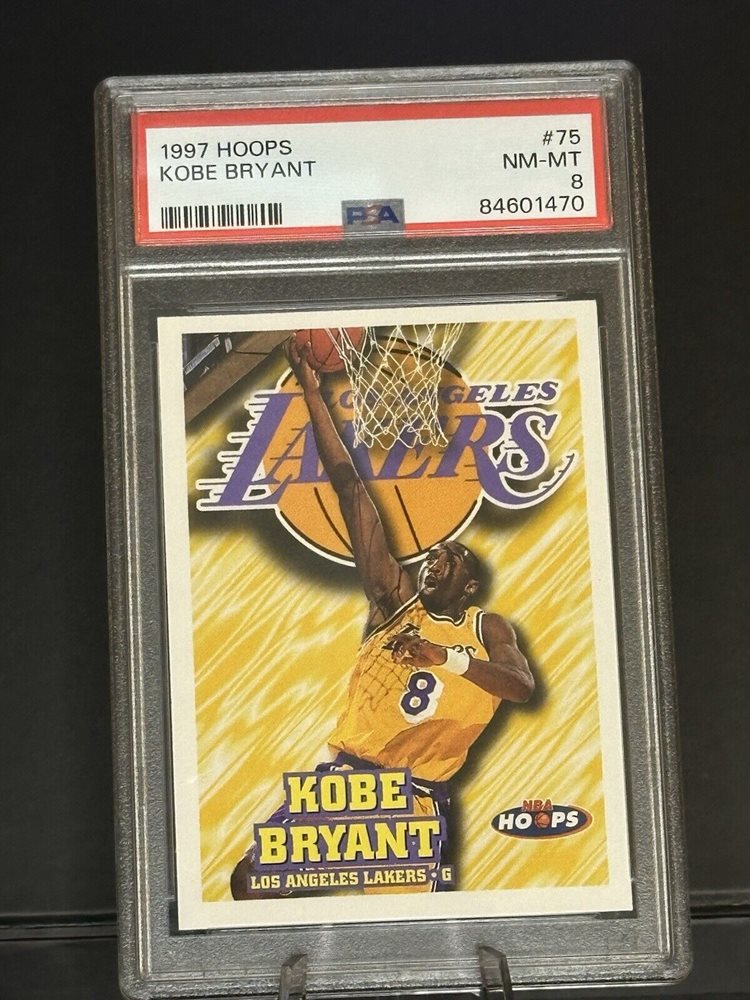 1997 HOOPS #75
KOBE BRYANT NM-MT
8
PSA 84601470
LOS ANGELES
LAKERS
8
KOBE
BRYANT
LOS ANGELES LAKERS • G
NBA
HOOPS